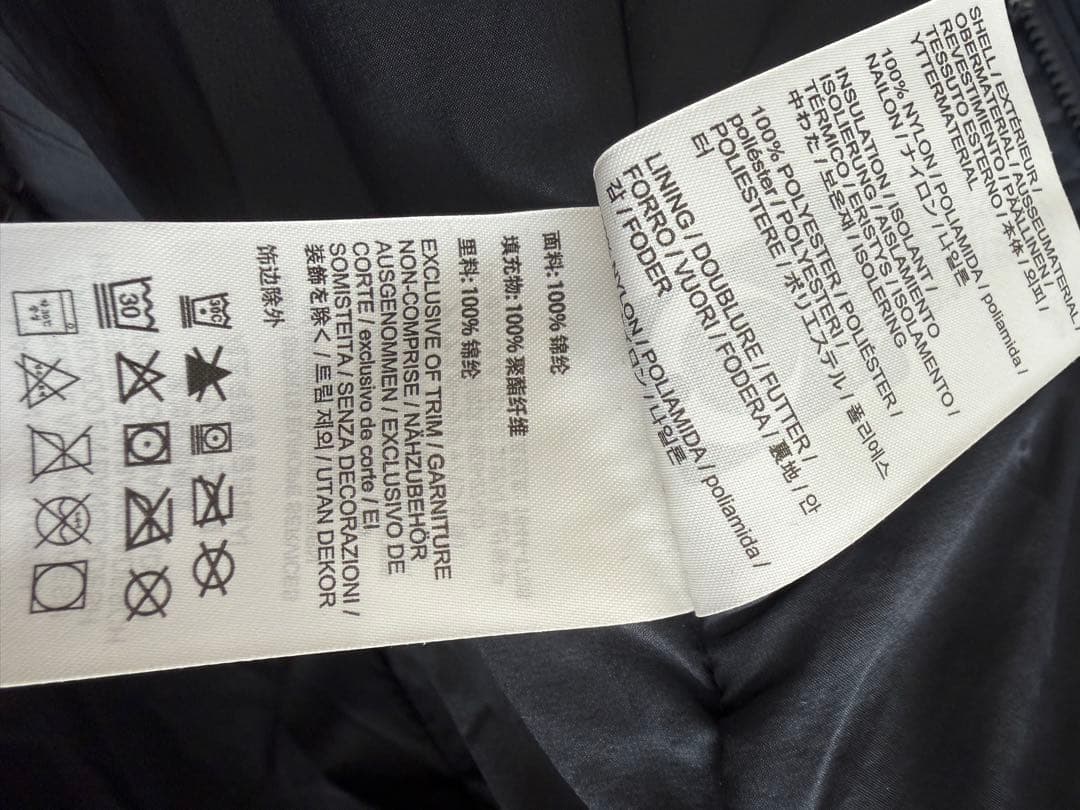 SHELL / EXTÉRIEUR /
OBERMATERIAL / AUSSEUMATERIAL
REVESTIMIENTO / PÄÄLLINEN /
TESSUTO ESTERNO / 本体 / 외피 /
YTTERMATERIAL
100% NYLON / POLIAMIDA / poliamida /
NAILON / ナイロン / 나일론
INSULATION / ISOLANT /
ISOLIERUNG / AISLAMIENTO
TÉRMICO / ERISTYS / ISOLAMENTO /
中わた / 보온재 / ISOLERING
100% POLYESTER / POLIÉSTER /
poliéster / POLYESTERI /
POLIESTERE / ポリエステル / 폴리에스
터
LINING / DOUBLURE / FUTTER /
FORRO / VUORI / FODERA / 裏地 / 안
감 / FODER
NYLON / POLIAMIDA / poliamida /
나일론
面料:100% 锦纶
填充物:100% 聚酯纤维
里料:100% 锦纶
EXCLUSIVE OF TRIM / GARNITURE
NON-COMPRISE / NÄHZUBEHÖR
AUSGENOMMEN / EXCLUSIVO DE
CORTE / exclusivo de corte / EI
SOMISTEITA / SENZA DECORAZIONI /
装飾を除く / 트림 제외 / UTAN DEKOR
饰边除外
30